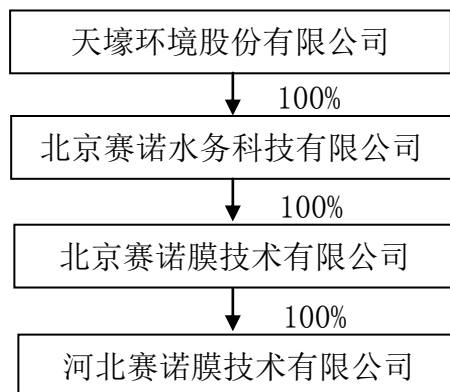 天壕环境股份有限公司
100%
北京赛诺水务科技有限公司
100%
北京赛诺膜技术有限公司
100%
河北赛诺膜技术有限公司